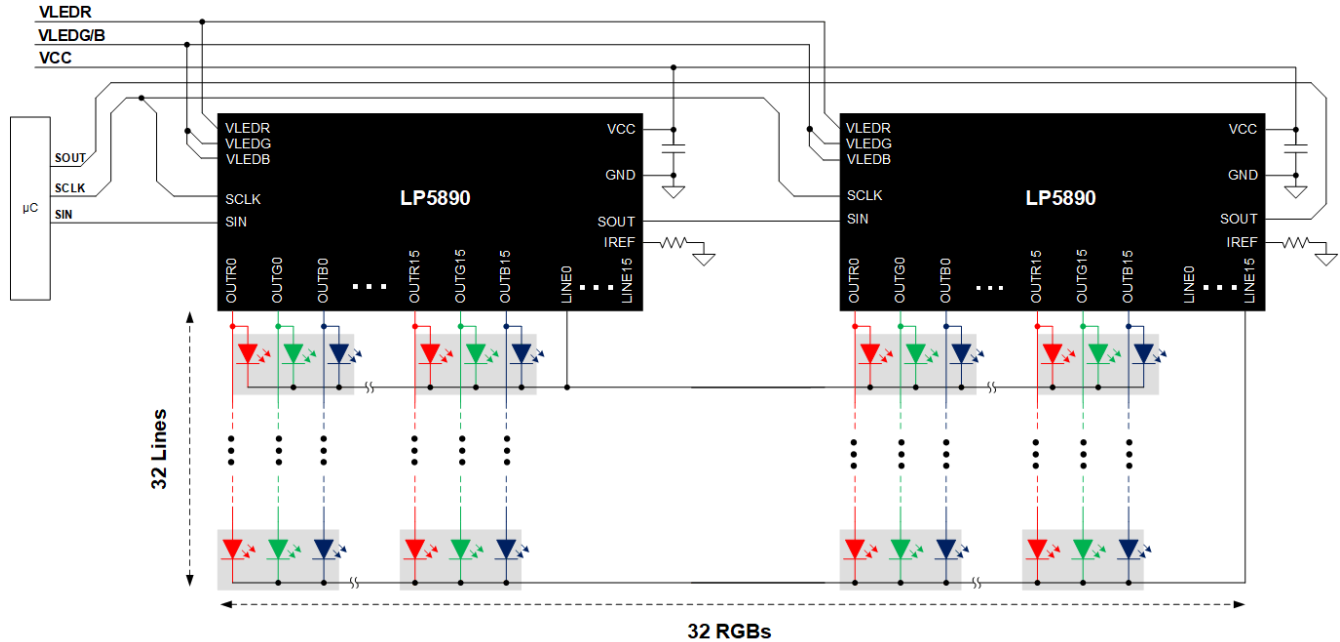 VLEDR
VLEDG/B
VCC
µC
SOUT
SCLK
SIN
VLEDR
VLEDG
VLEDB
SCLK
SIN
LP5890
VCC
GND
SOUT
IREF
OUTR0
OUTG0
OUTB0
OUTR15
OUTG15
OUTB15
LINE0
LINE15
VLEDR
VLEDG
VLEDB
SCLK
SIN
LP5890
VCC
GND
SOUT
IREF
OUTR0
OUTG0
OUTB0
OUTR15
OUTG15
OUTB15
LINE0
LINE15
32 Lines
32 RGBs